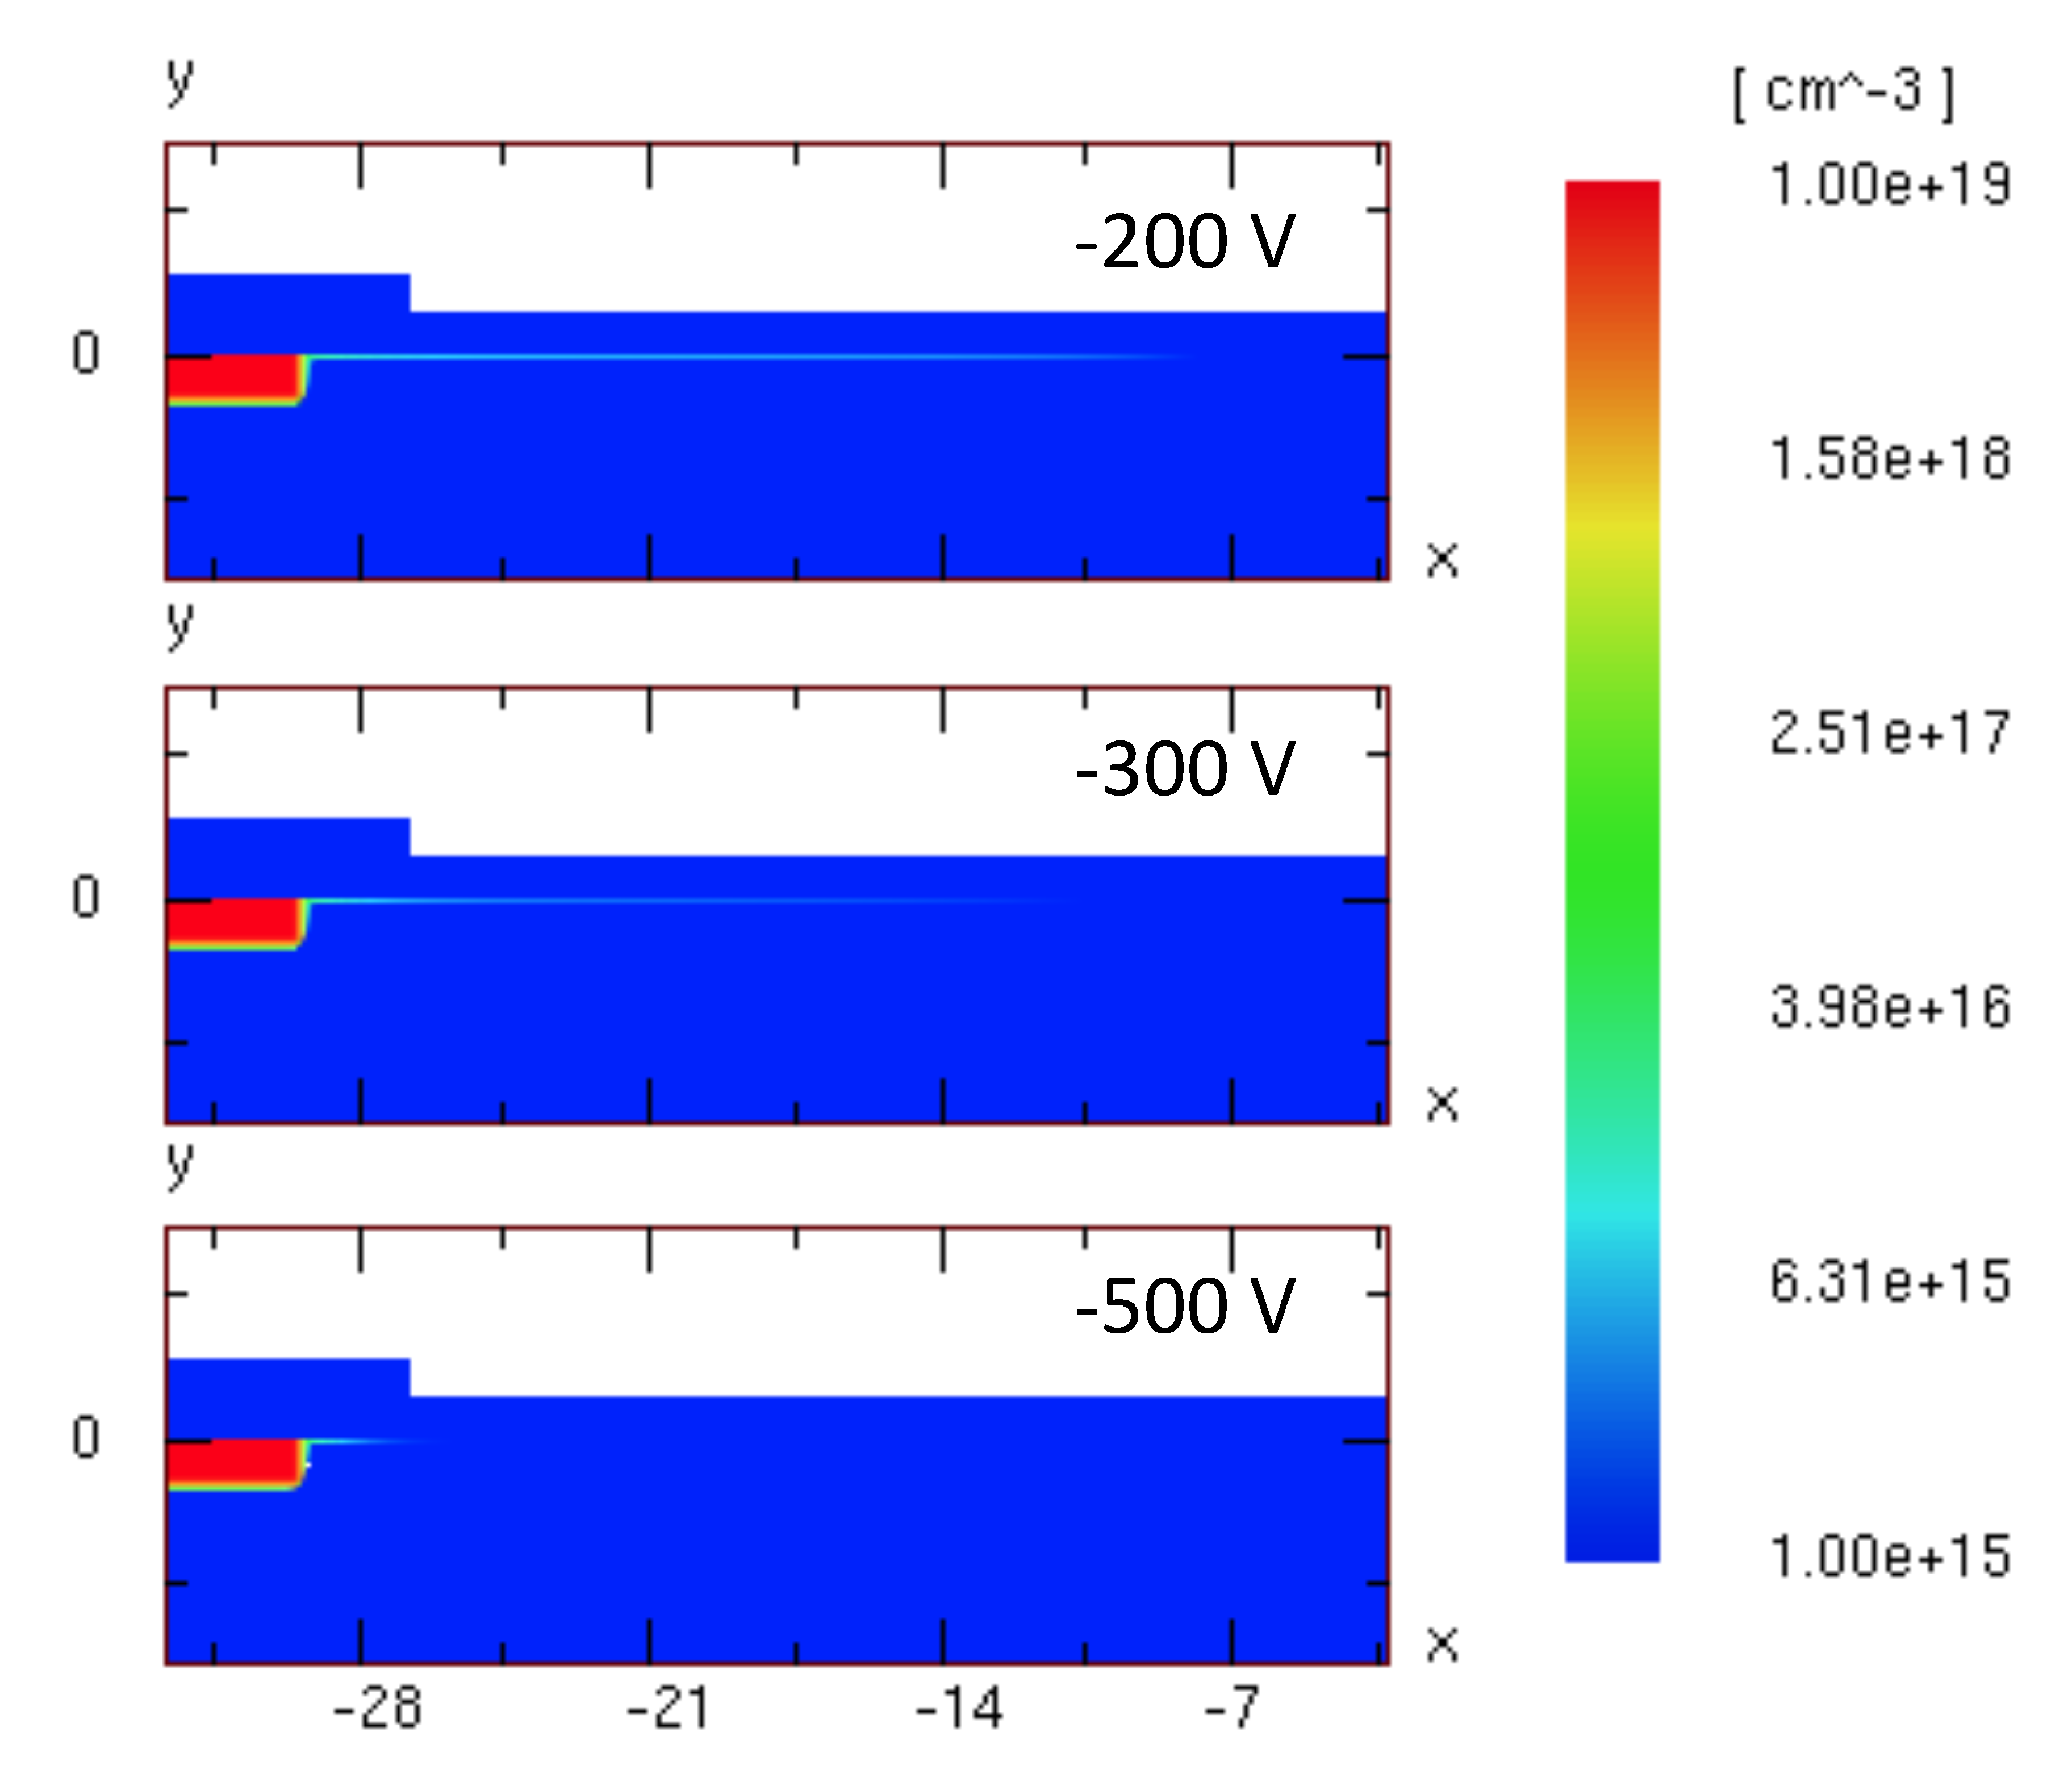 y
[ cm^-3 ]
1.00e+19
-200 V
0
1.58e+18
x
y
2.51e+17
-300 V
0
3.98e+16
x
y
6.31e+15
-500 V
0
1.00e+15
x
-28 -21 -14 -7